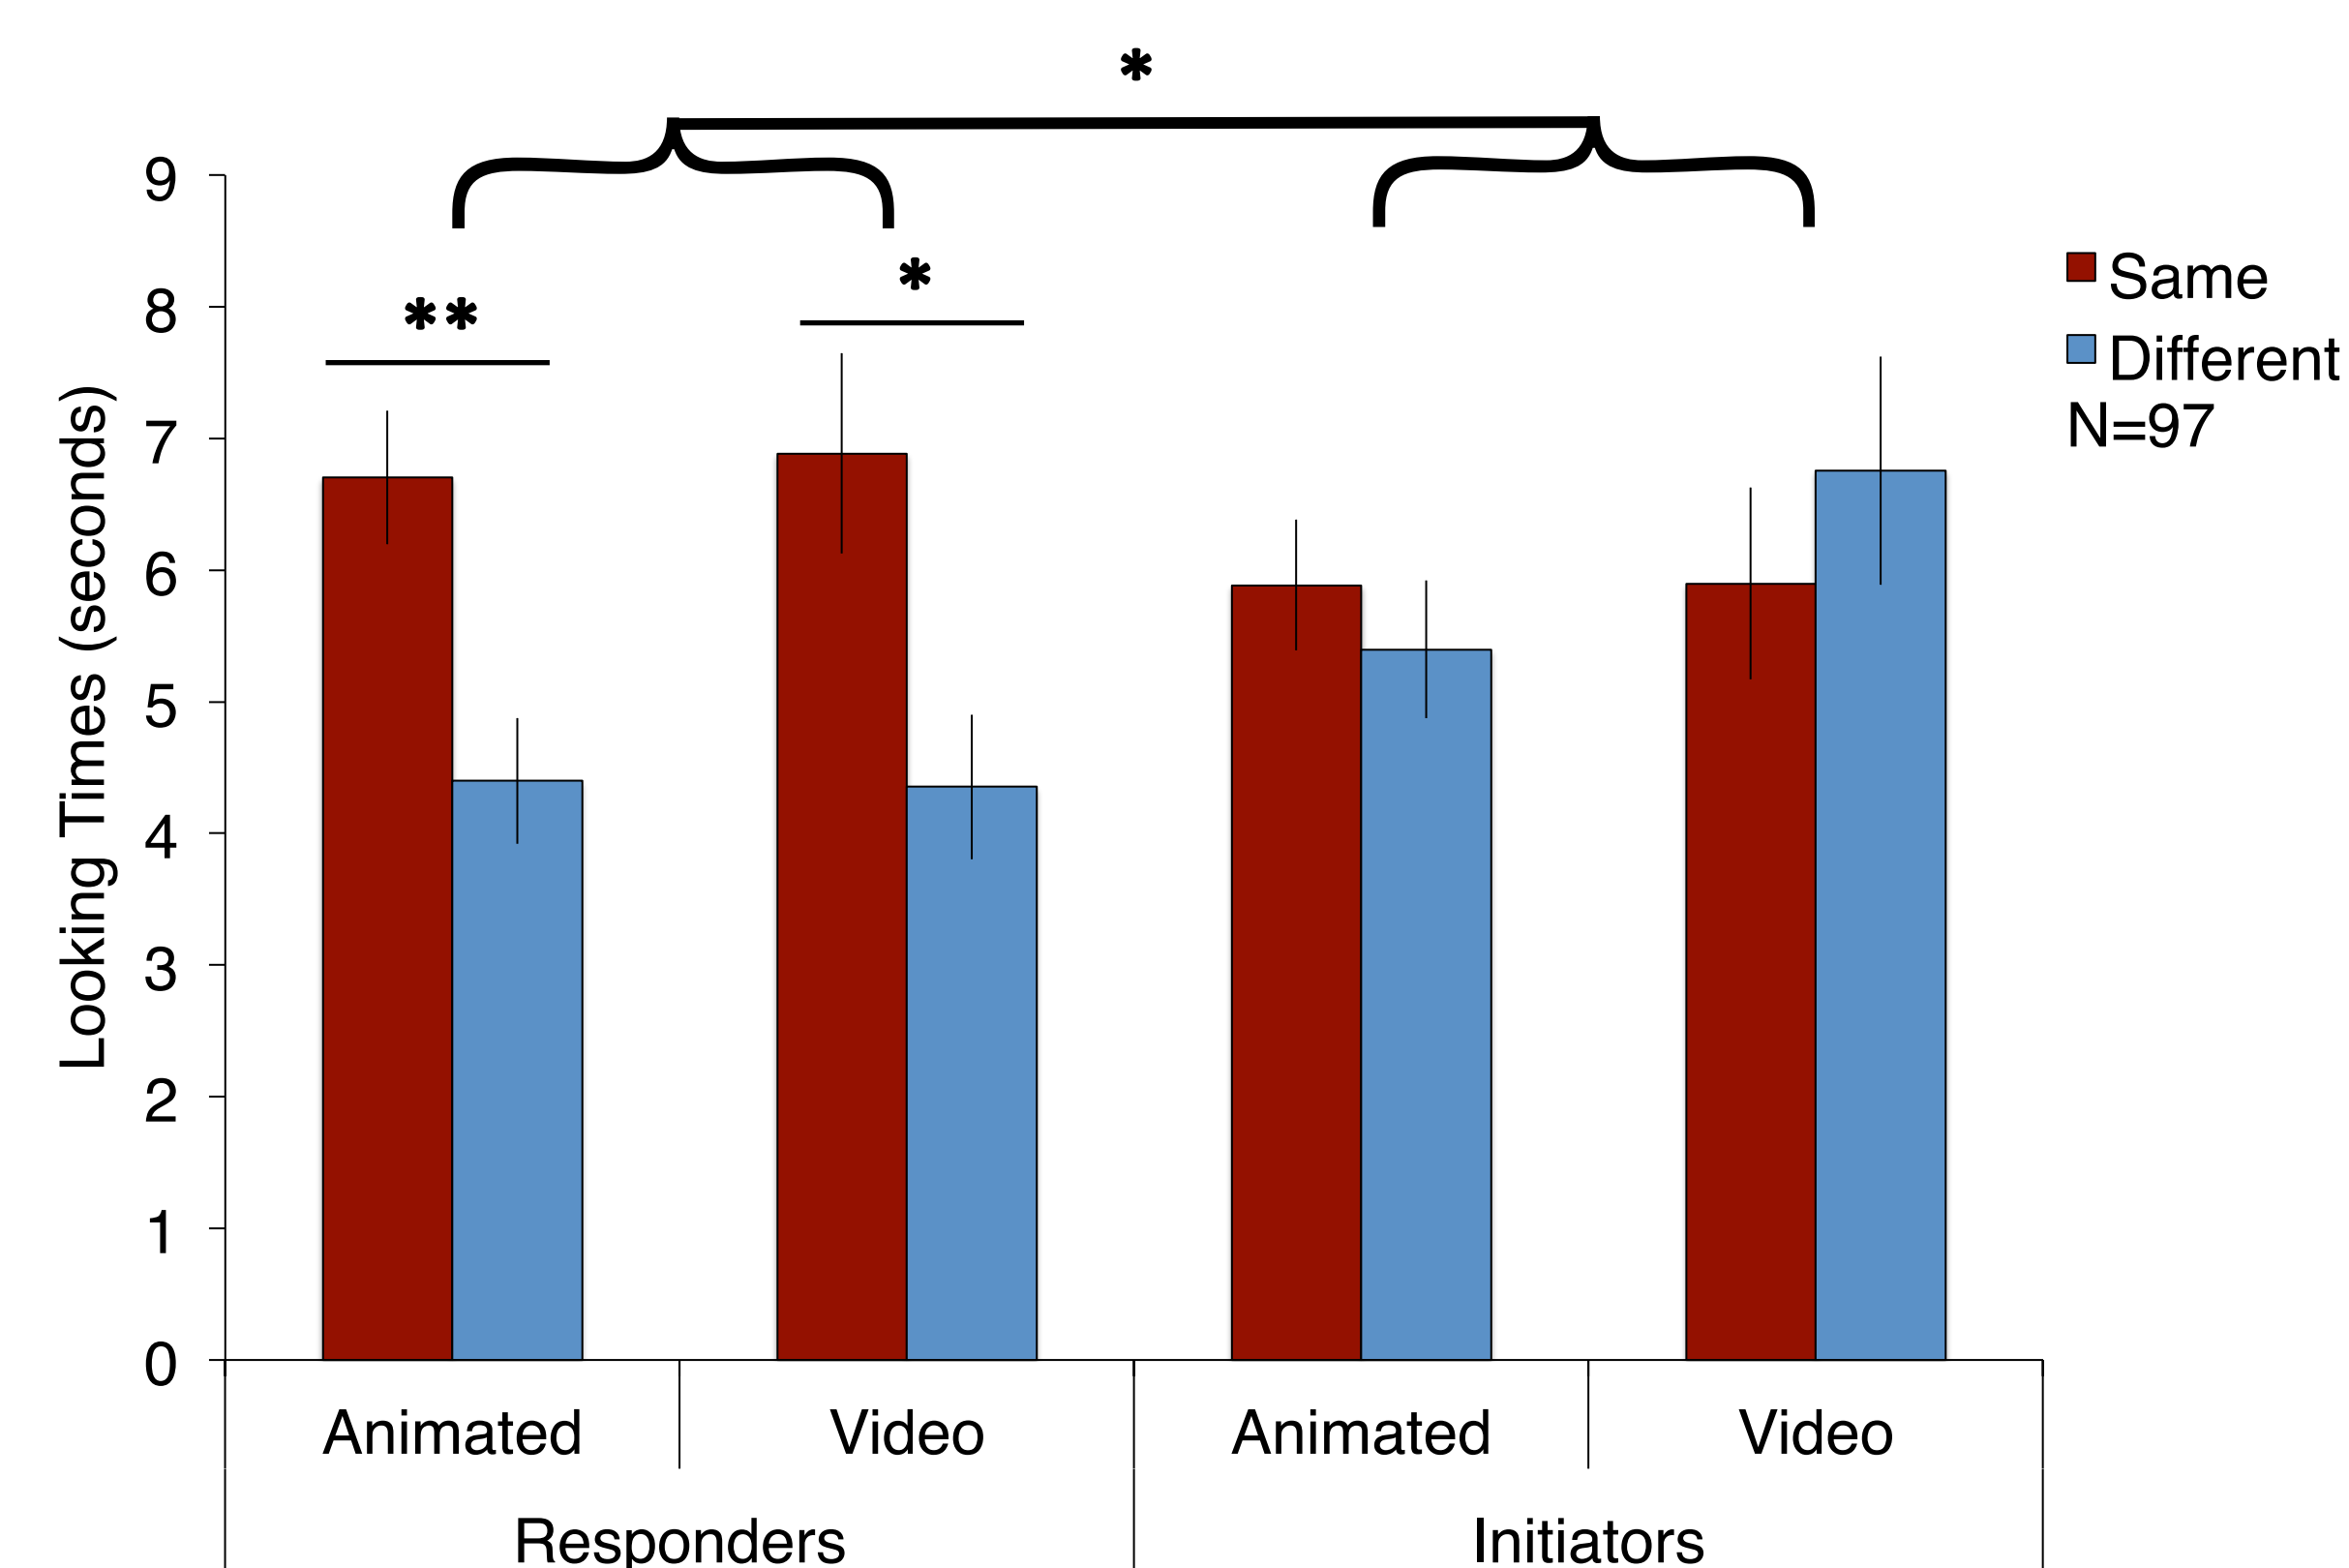 *
9
8
7
6
5
4
3
2
1
0
Looking Times (seconds)
**
*
Same
Different
N=97
Animated Video Animated Video
Responders Initiators